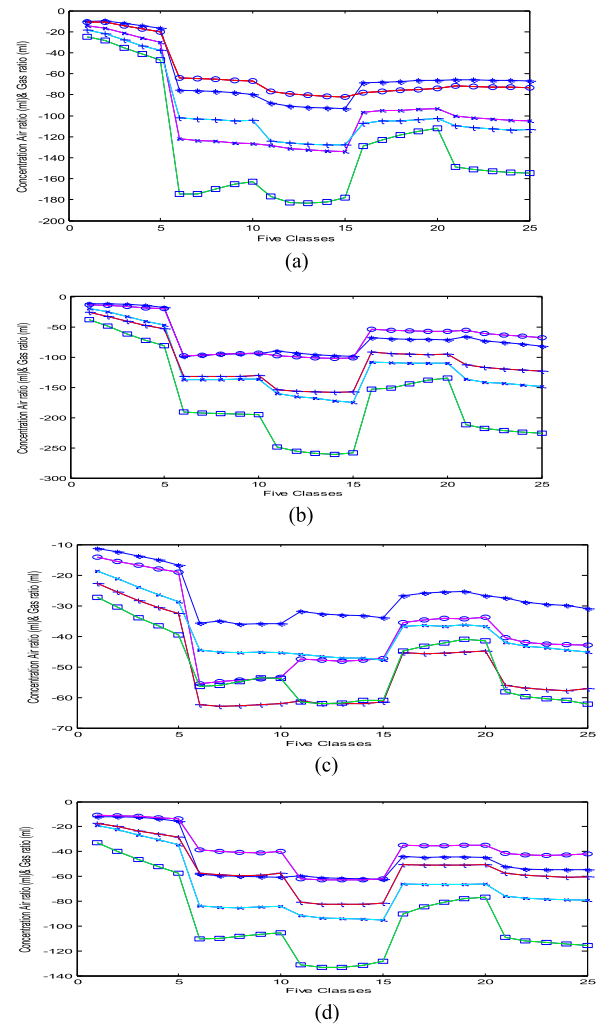 0
-20
-40
-60
-80
-100
-120
-140
-160
-180
-200
0 5 10 15 20 25
Concentration Air ratio (ml)& Gas ratio (ml)
Five Classes
(a)
0
-50
-100
-150
-200
-250
-300
0 5 10 15 20 25
Concentration Air ratio (ml)& Gas ratio (ml)
Five Classes
(b)
-10
-20
-30
-40
-50
-60
-70
0 5 10 15 20 25
Concentration Air ratio (ml)& Gas ratio (ml)
Five Classes
(c)
0
-20
-40
-60
-80
-100
-120
-140
0 5 10 15 20 25
Concentration Air ratio (ml)& Gas ratio (ml)
Five Classes
(d)